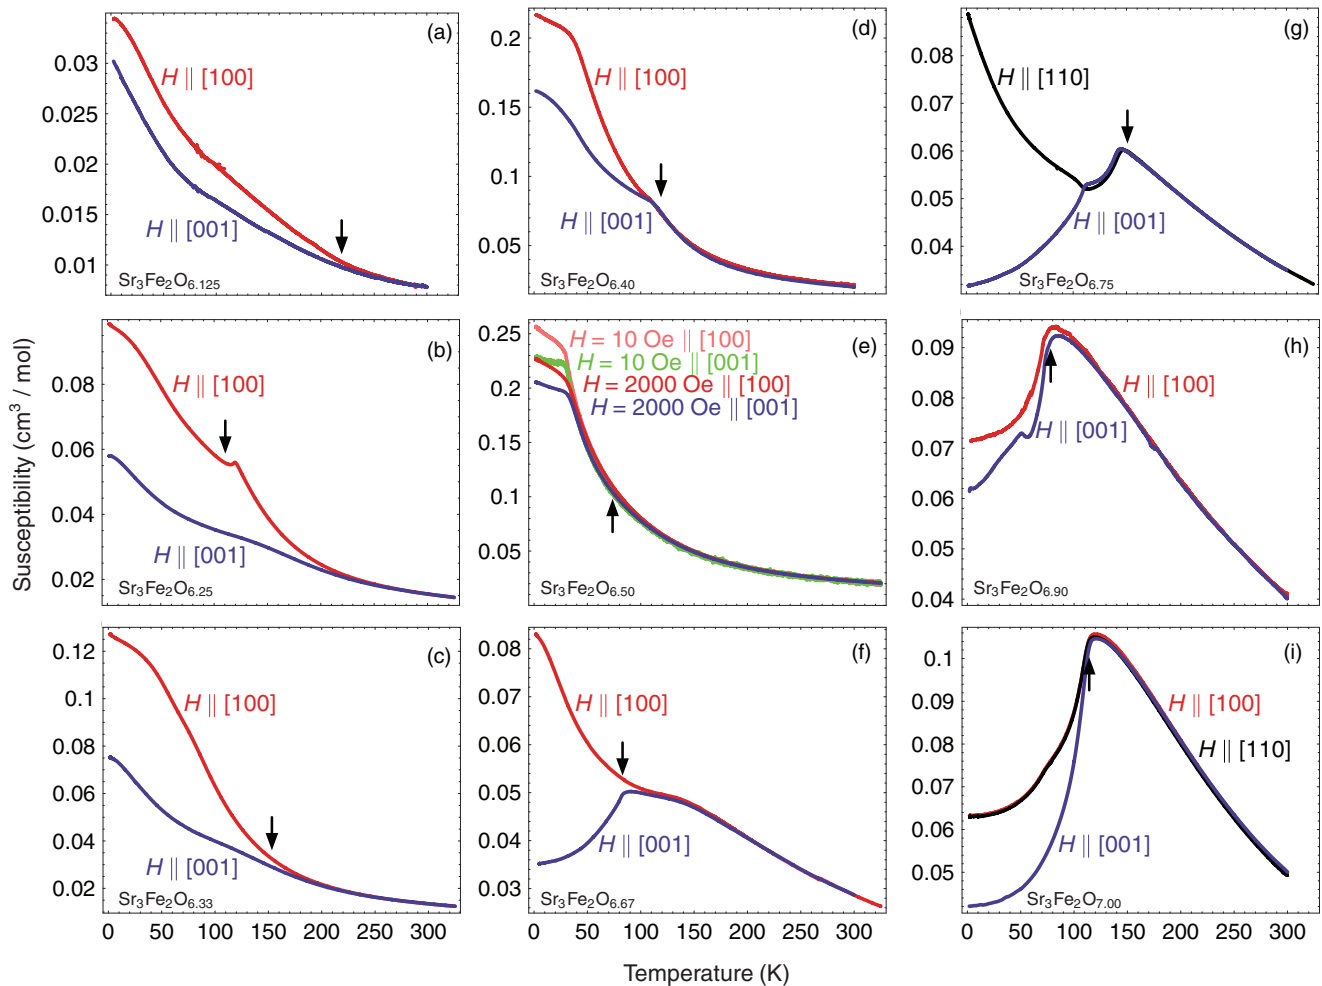 Susceptibility (cm³ / mol)
(a)
0.03
0.025
0.02
0.015
0.01
H || [100]
H || [001]
Sr₃Fe₂O₆.₁₂₅
0 50 100 150 200 250 300
(b)
0.08
0.06
0.04
0.02
H || [100]
H || [001]
Sr₃Fe₂O₆.₂₅
(c)
0.12
0.1
0.08
0.06
0.04
0.02
H || [100]
H || [001]
Sr₃Fe₂O₆.₃₃
0 50 100 150 200 250 300
(d)
0.2
0.15
0.1
0.05
H || [100]
H || [001]
Sr₃Fe₂O₆.₄₀
(e)
0.25
0.2
0.15
0.1
0.05
H = 10 Oe || [100]
H = 10 Oe || [001]
H = 2000 Oe || [100]
H = 2000 Oe || [001]
Sr₃Fe₂O₆.₅₀
(f)
0.08
0.07
0.06
0.05
0.04
0.03
H || [100]
H || [001]
Sr₃Fe₂O₆.₆₇
0 50 100 150 200 250 300
(g)
0.08
0.07
0.06
0.05
0.04
H || [110]
H || [001]
Sr₃Fe₂O₆.₇₅
(h)
0.09
0.08
0.07
0.06
0.05
0.04
H || [100]
H || [001]
Sr₃Fe₂O₆.₉₀
(i)
0.1
0.09
0.08
0.07
0.06
0.05
H || [100]
H || [110]
H || [001]
Sr₃Fe₂O₇.₀₀
0 50 100 150 200 250 300
Temperature (K)